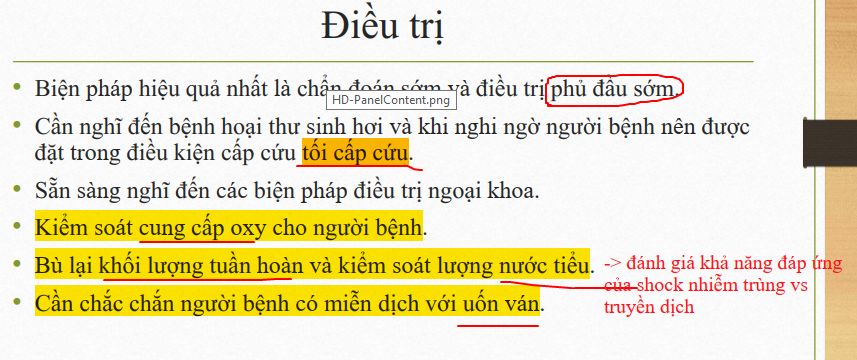 Điều trị
• Biện pháp hiệu quả nhất là chẩn đoán sớm và điều trị phủ đầu sớm.
HD-PanelContent.png
• Cần nghĩ đến bệnh hoại thư sinh hơi và khi nghi ngờ người bệnh nên được
đặt trong điều kiện cấp cứu tối cấp cứu.
• Sẵn sàng nghĩ đến các biện pháp điều trị ngoại khoa.
• Kiểm soát cung cấp oxy cho người bệnh.
• Bù lại khối lượng tuần hoàn và kiểm soát lượng nước tiểu.
• Cần chắc chắn người bệnh có miễn dịch với uốn ván.
-> đánh giá khả năng đáp ứng
của shock nhiễm trùng vs
truyền dịch